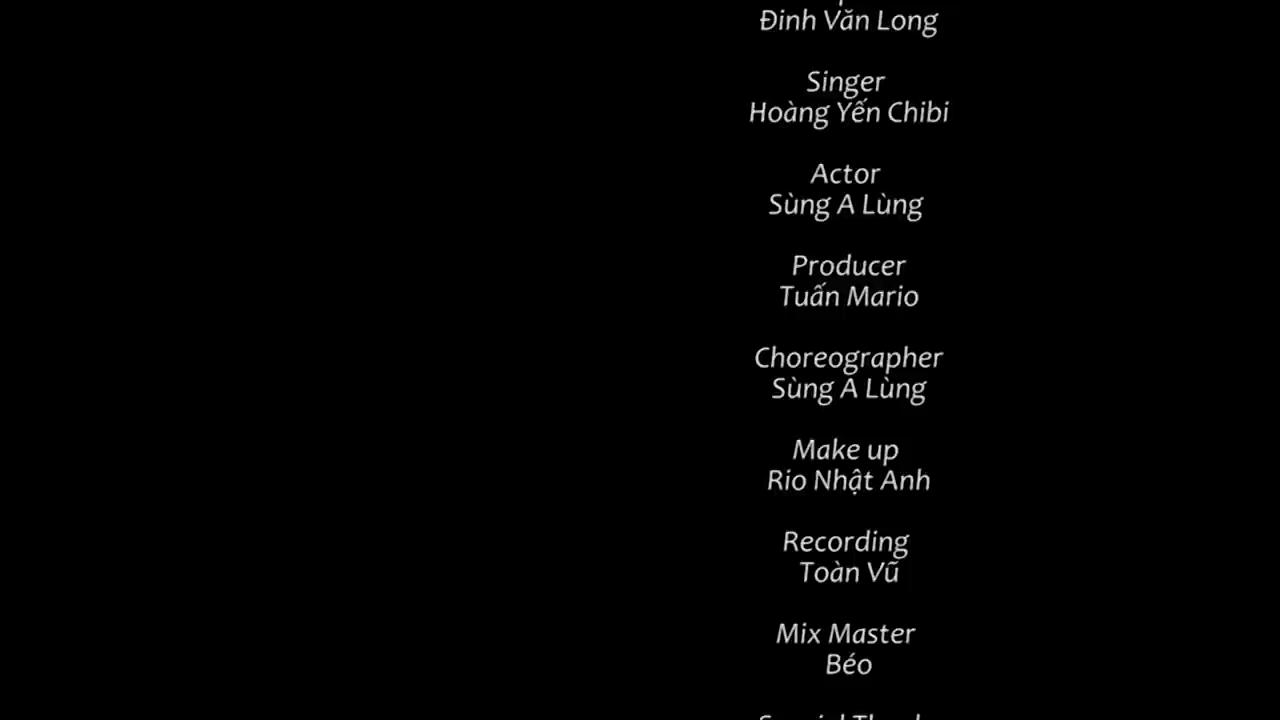 Đinh Văn Long
Singer
Hoàng Yến Chibi
Actor
Sùng A Lùng
Producer
Tuấn Mario
Choreographer
Sùng A Lùng
Make up
Rio Nhật Anh
Recording
Toàn Vũ
Mix Master
Béo